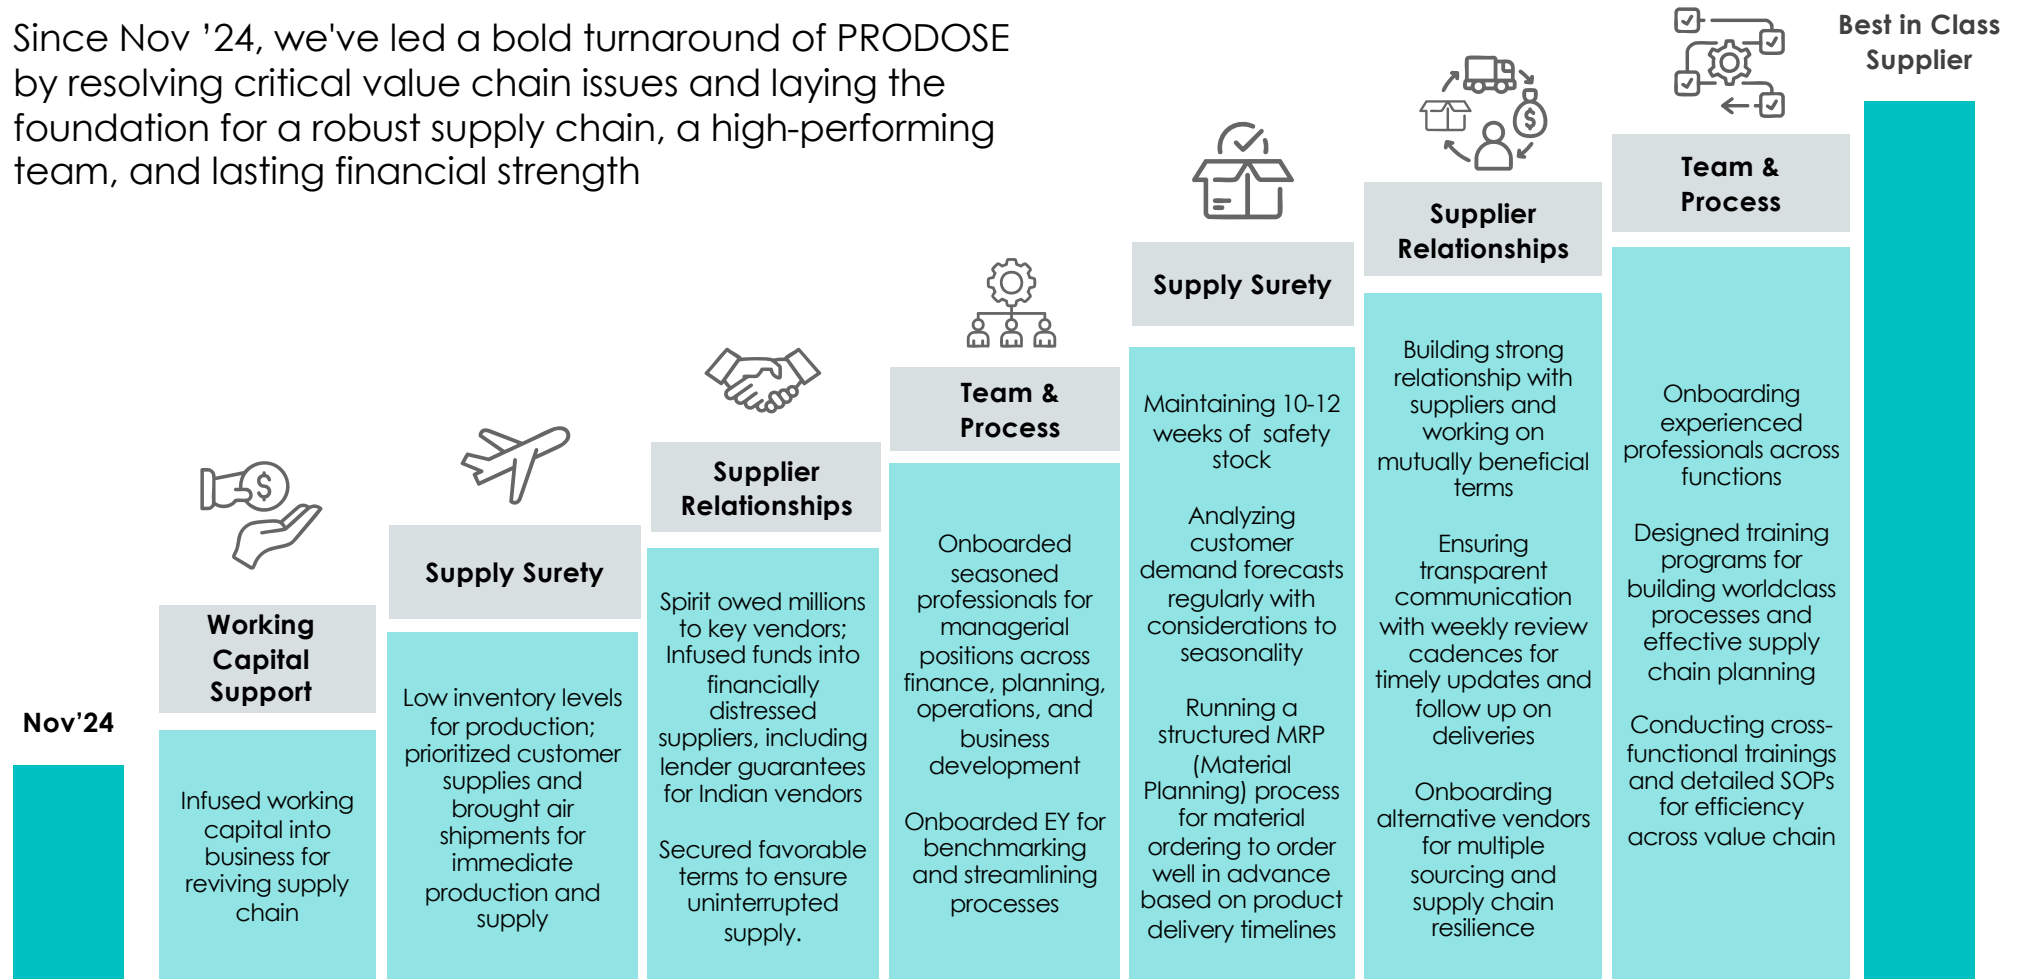 Since Nov ’24, we've led a bold turnaround of PRODOSE
by resolving critical value chain issues and laying the
foundation for a robust supply chain, a high-performing
team, and lasting financial strength
Nov’24
Working
Capital
Support
Infused working
capital into
business for
reviving supply
chain
Supply Surety
Low inventory levels
for production;
prioritized customer
supplies and
brought air
shipments for
immediate
production and
supply
Supplier
Relationships
Spirit owed millions
to key vendors;
Infused funds into
financially
distressed
suppliers, including
lender guarantees
for Indian vendors
Secured favorable
terms to ensure
uninterrupted
supply.
Team &
Process
Onboarded
seasoned
professionals for
managerial
positions across
finance, planning,
operations, and
business
development
Onboarded EY for
benchmarking
and streamlining
processes
Supply Surety
Maintaining 10-12
weeks of safety
stock
Analyzing
customer
demand forecasts
regularly with
considerations to
seasonality
Running a
structured MRP
(Material
Planning) process
for material
ordering to order
well in advance
based on product
delivery timelines
Supplier
Relationships
Building strong
relationship with
suppliers and
working on
mutually beneficial
terms
Ensuring
transparent
communication
with weekly review
cadences for
timely updates and
follow up on
deliveries
Onboarding
alternative vendors
for multiple
sourcing and
supply chain
resilience
Team &
Process
Onboarding
experienced
professionals across
functions
Designed training
programs for
building worldclass
processes and
effective supply
chain planning
Conducting cross-
functional trainings
and detailed SOPs
for efficiency
across value chain
Best in Class
Supplier